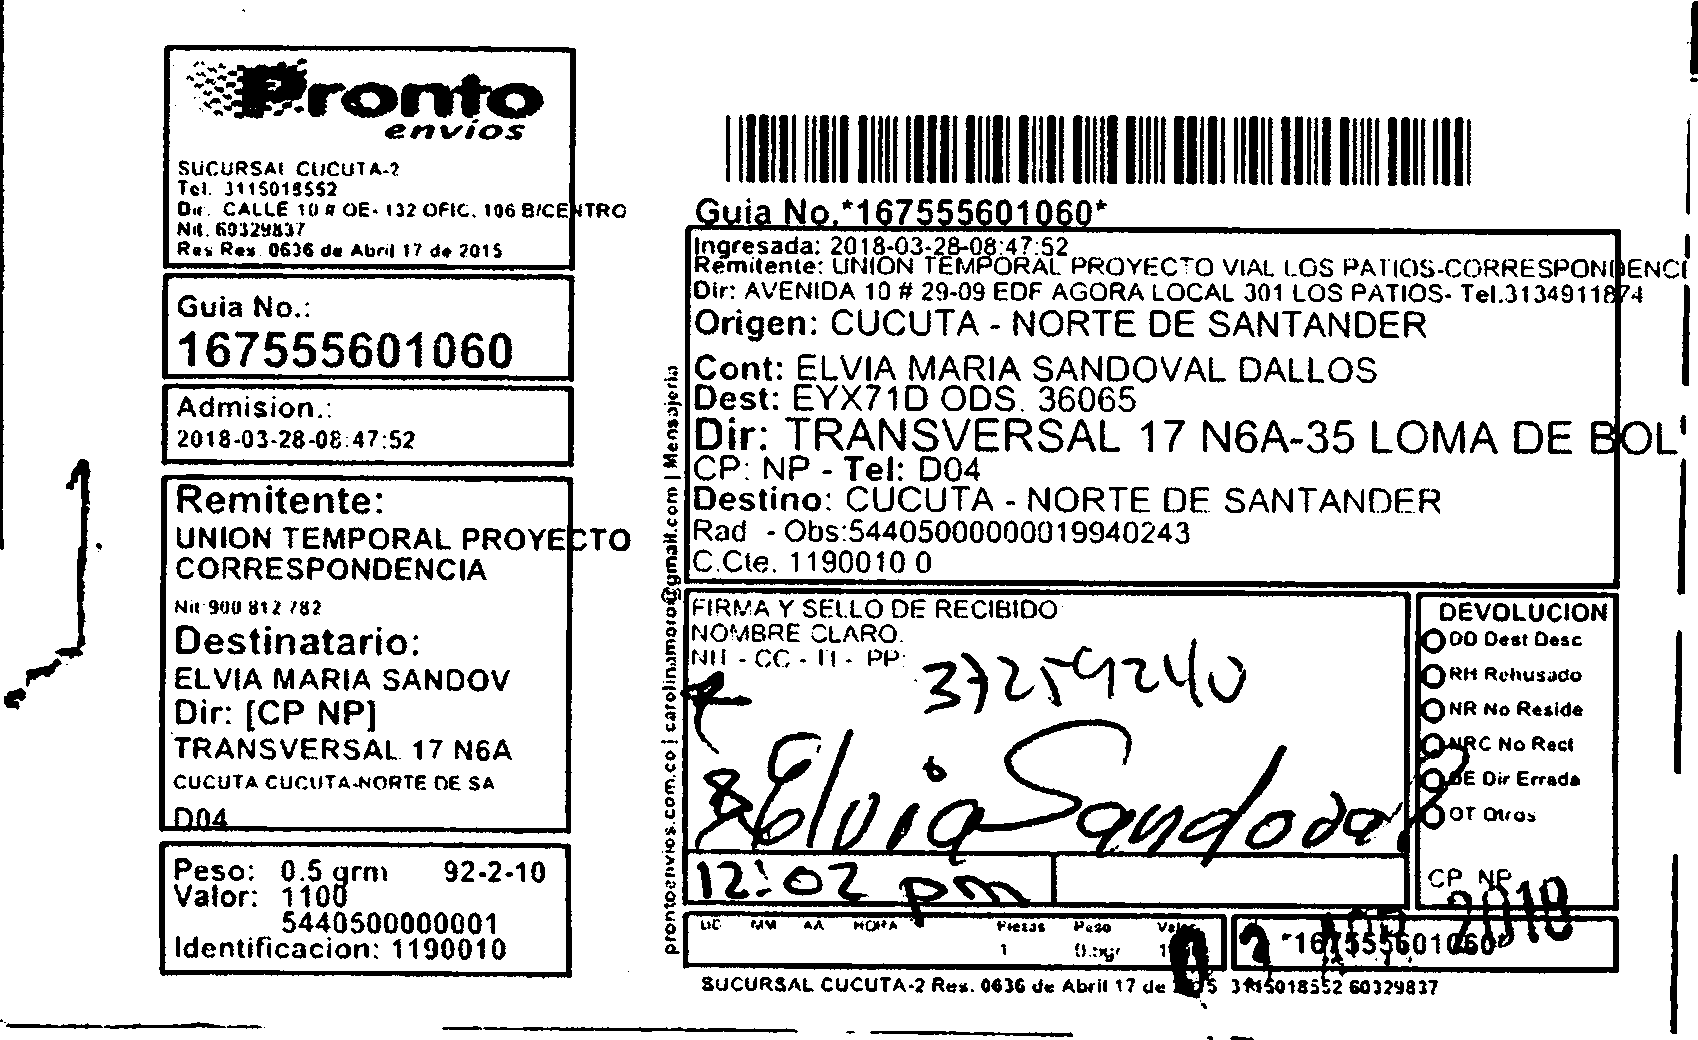 Pronto
envios
SUCURSAL CUCUTA-2
Tel. 3115018552
Dir. CALLE 10 # OE- 132 OFIC. 106 B/CENTRO
Nit. 60329837
Res Res. 0636 de Abril 17 de 2015
Guia No.:
167555601060
Admision.:
2018-03-28-08:47:52
Remitente:
UNION TEMPORAL PROYECTO
CORRESPONDENCIA
Nit 900 812 782
Destinatario:
ELVIA MARIA SANDOV
Dir: [CP NP]
TRANSVERSAL 17 N6A
CUCUTA CUCUTA-NORTE DE SA
D04
Peso: 0.5 grm 92-2-10
Valor: 1100
5440500000001
Identificacion: 1190010
prontoenvios.com.co | carolinamoro@gmail.com | Mensajeria
Guia No.*167555601060*
Ingresada: 2018-03-28-08:47:52
Remitente: UNION TEMPORAL PROYECTO VIAL LOS PATIOS-CORRESPONDENCI
Dir: AVENIDA 10 # 29-09 EDF AGORA LOCAL 301 LOS PATIOS- Tel.3134911874
Origen: CUCUTA - NORTE DE SANTANDER
Cont: ELVIA MARIA SANDOVAL DALLOS
Dest: EYX71D ODS. 36065
Dir: TRANSVERSAL 17 N6A-35 LOMA DE BOL
CP: NP - Tel: D04
Destino: CUCUTA - NORTE DE SANTANDER
Rad - Obs:54405000000019940243
C.Cte. 1190010 0
FIRMA Y SELLO DE RECIBIDO
NOMBRE CLARO.
Nit - CC - TI - PP:
37259240
Elvia Sandoval
12:02 pm
DEVOLUCION
DD Dest Desc
RH Rehusado
NR No Reside
NRC No Recl
DE Dir Errada
OT Otros
CP NP
2018
MM AA HORA Piezas Peso
1
*167555601060*
SUCURSAL CUCUTA-2 Res. 0636 de Abril 17 de 3115018552 60329837